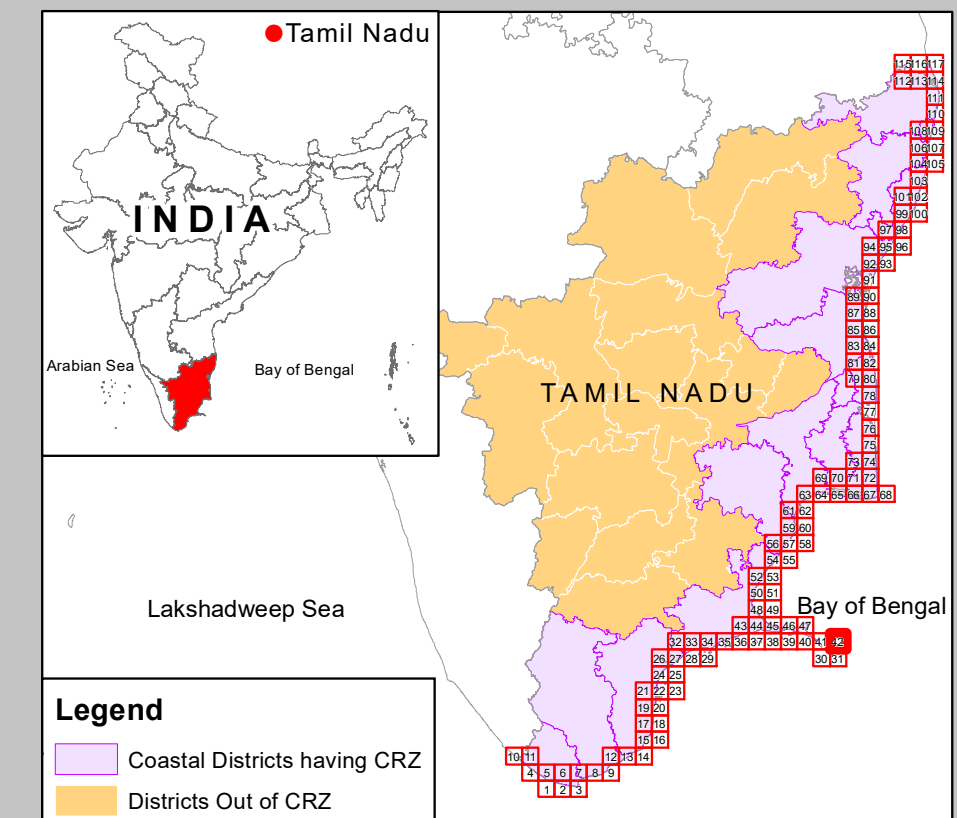 Tamil Nadu
INDIA
Arabian Sea
Bay of Bengal
115 116 117
112 113 114
111
110
108 109
106 107
104 105
103
101 102
99 100
97 98
94 95 96
92 93
91
89 90
87 88
85 86
83 84
81 82
79 80
TAMIL NADU
78
77
76
75
73 74
69 70 71 72
63 64 65 66 67 68
61 62
59 60
56 57 58
54 55
52 53
50 51
48 49
Lakshadweep Sea
Bay of Bengal
43 44 45 46 47
32 33 34 35 36 37 38 39 40 41 42
26 27 28 29
30 31
24 25
21 22 23
19 20
17 18
15 16
10 11
12 13 14
4 5 6 7 8 9
1 2 3
Legend
Coastal Districts having CRZ
Districts Out of CRZ